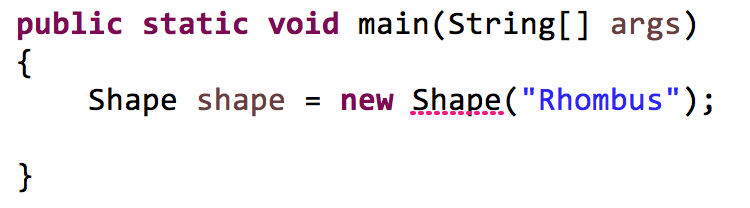 public static void main(String[] args)
{
    Shape shape = new Shape("Rhombus");
}